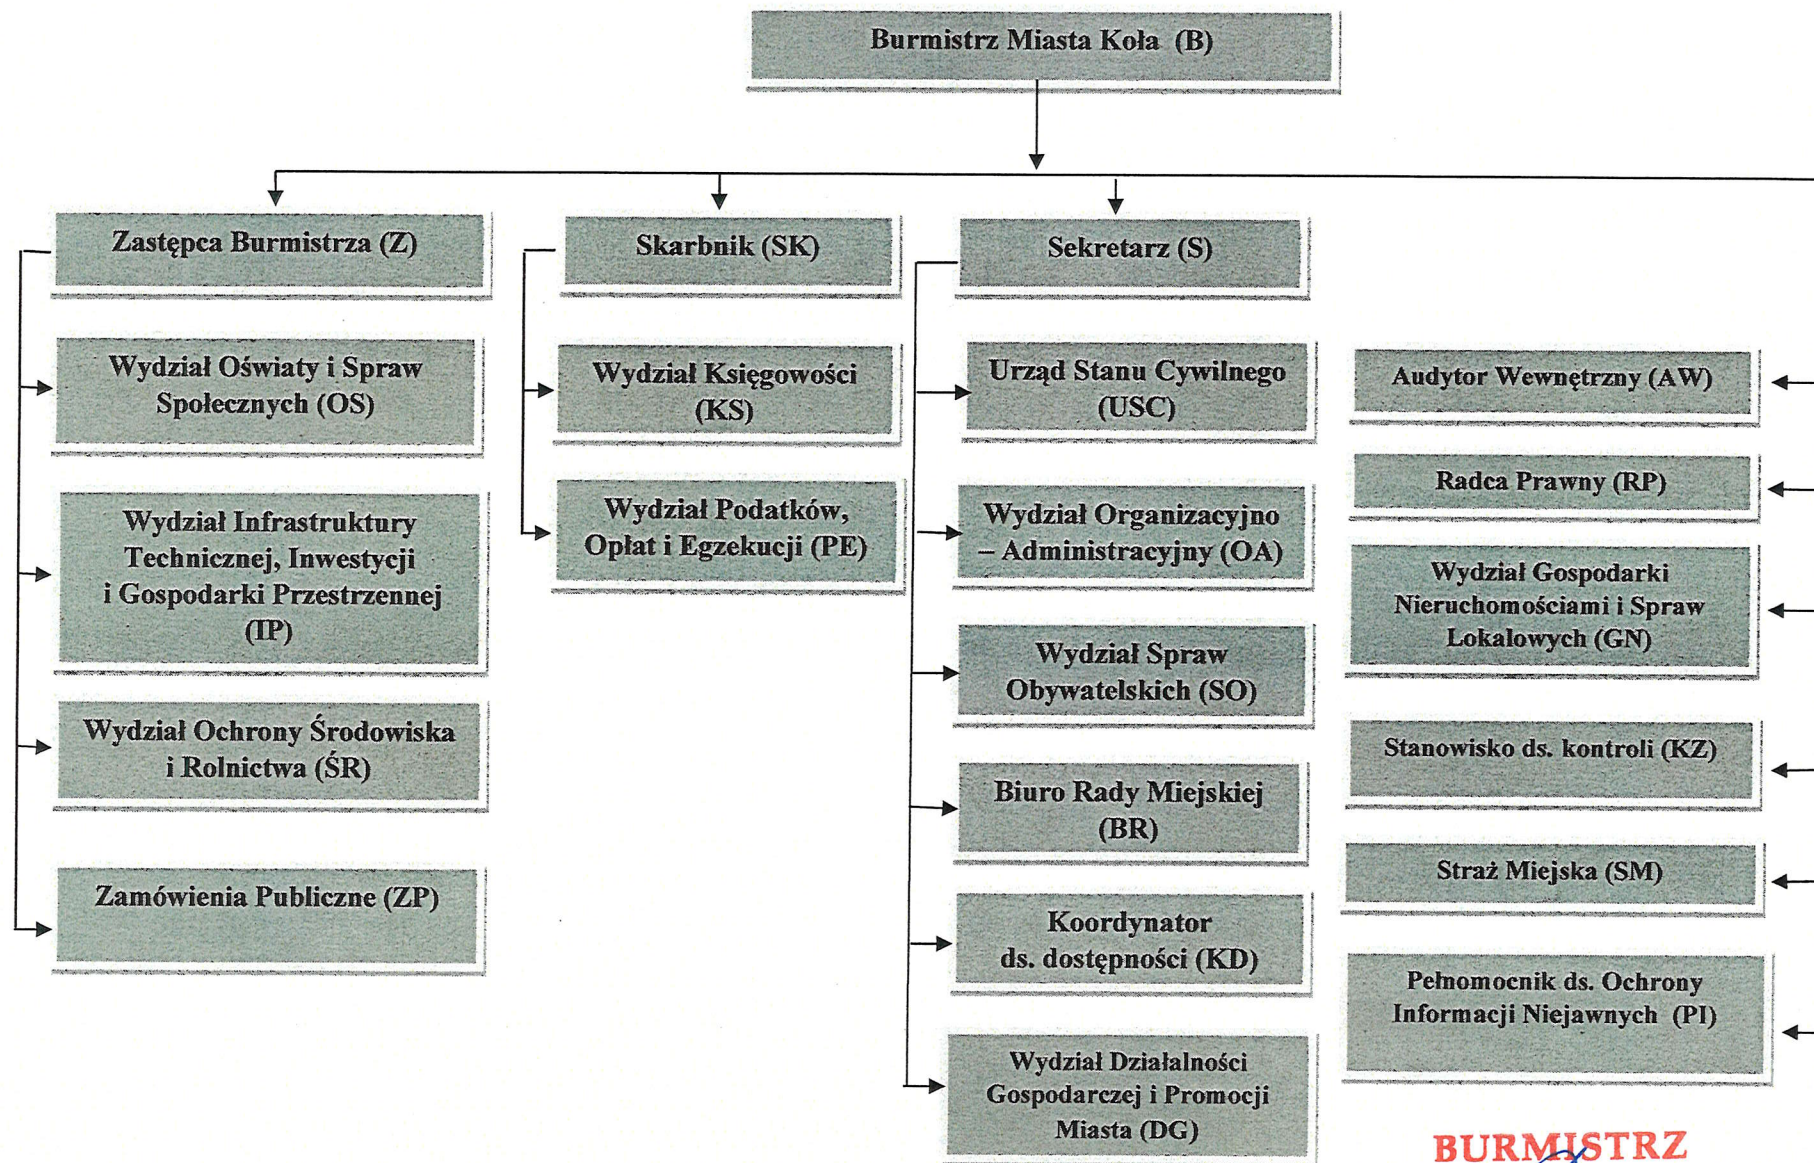 Burmistrz Miasta Koła (B)
Zastępca Burmistrza (Z)
Wydział Oświaty i Spraw
Społecznych (OS)
Wydział Infrastruktury
Technicznej, Inwestycji
i Gospodarki Przestrzennej
(IP)
Wydział Ochrony Środowiska
i Rolnictwa (ŚR)
Zamówienia Publiczne (ZP)
Skarbnik (SK)
Wydział Księgowości
(KS)
Wydział Podatków,
Opłat i Egzekucji (PE)
Sekretarz (S)
Urząd Stanu Cywilnego
(USC)
Wydział Organizacyjno
– Administracyjny (OA)
Wydział Spraw
Obywatelskich (SO)
Biuro Rady Miejskiej
(BR)
Koordynator
ds. dostępności (KD)
Wydział Działalności
Gospodarczej i Promocji
Miasta (DG)
Audytor Wewnętrzny (AW)
Radca Prawny (RP)
Wydział Gospodarki
Nieruchomościami i Spraw
Lokalowych (GN)
Stanowisko ds. kontroli (KZ)
Straż Miejska (SM)
Pełnomocnik ds. Ochrony
Informacji Niejawnych (PI)
BURMISTRZ